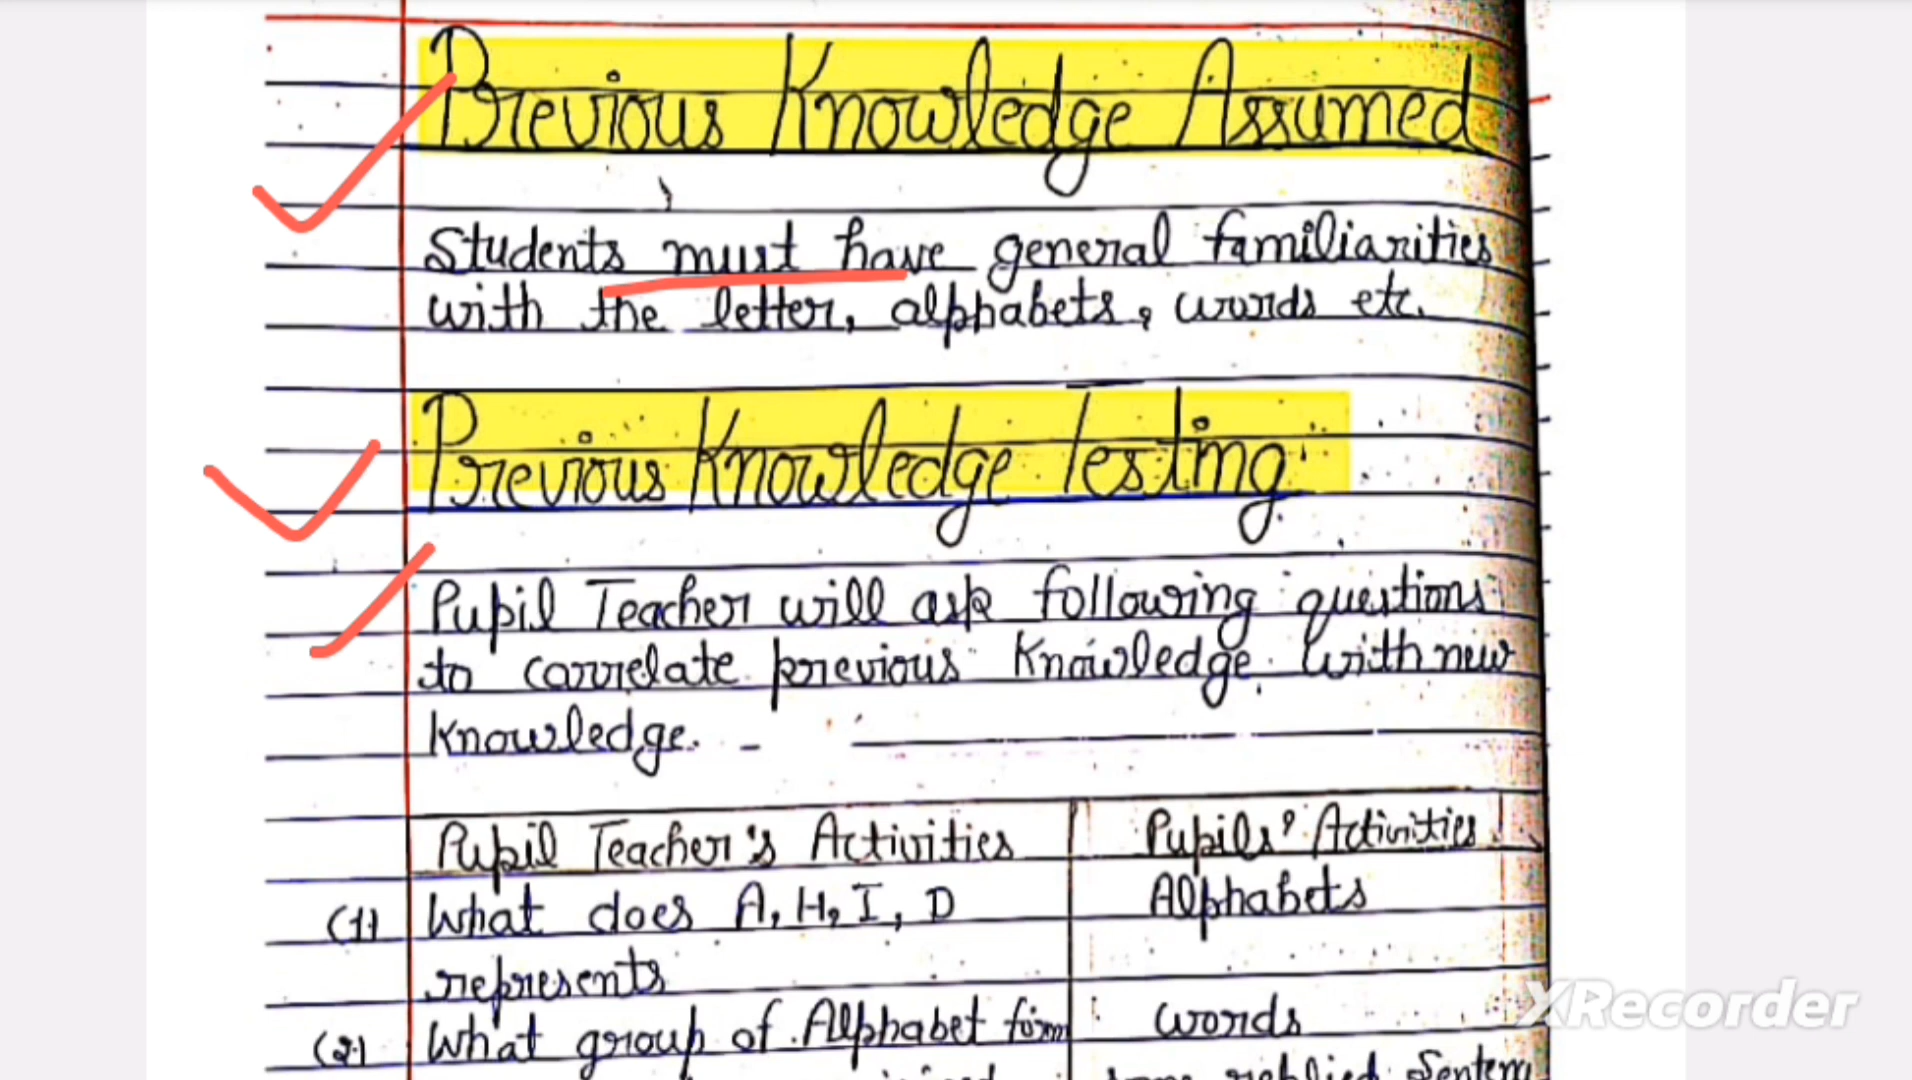 Previous Knowledge Assumed
Students must have general familiarities
with the letter, alphabets, words etc.
Previous Knowledge Testing
Pupil Teacher will ask following questions
to correlate previous Knowledge with new
Knowledge. -
Pupil Teacher's Activities Pupils' Activities
(1) What does A, H, I, D Alphabets
represents
(2) What group of Alphabet form words
Senten
XRecorder